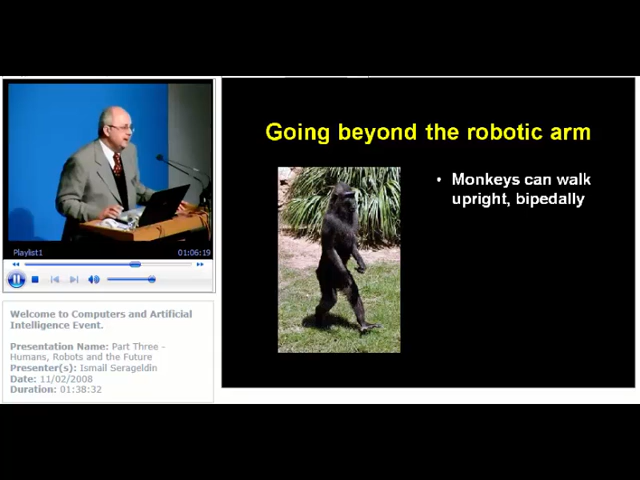 Going beyond the robotic arm
• Monkeys can walk
upright, bipedally
Playlist1
01:06:19
Welcome to Computers and Artificial
Intelligence Event.
Presentation Name: Part Three -
Humans, Robots and the Future
Presenter(s): Ismail Serageldin
Date: 11/02/2008
Duration: 01:38:32